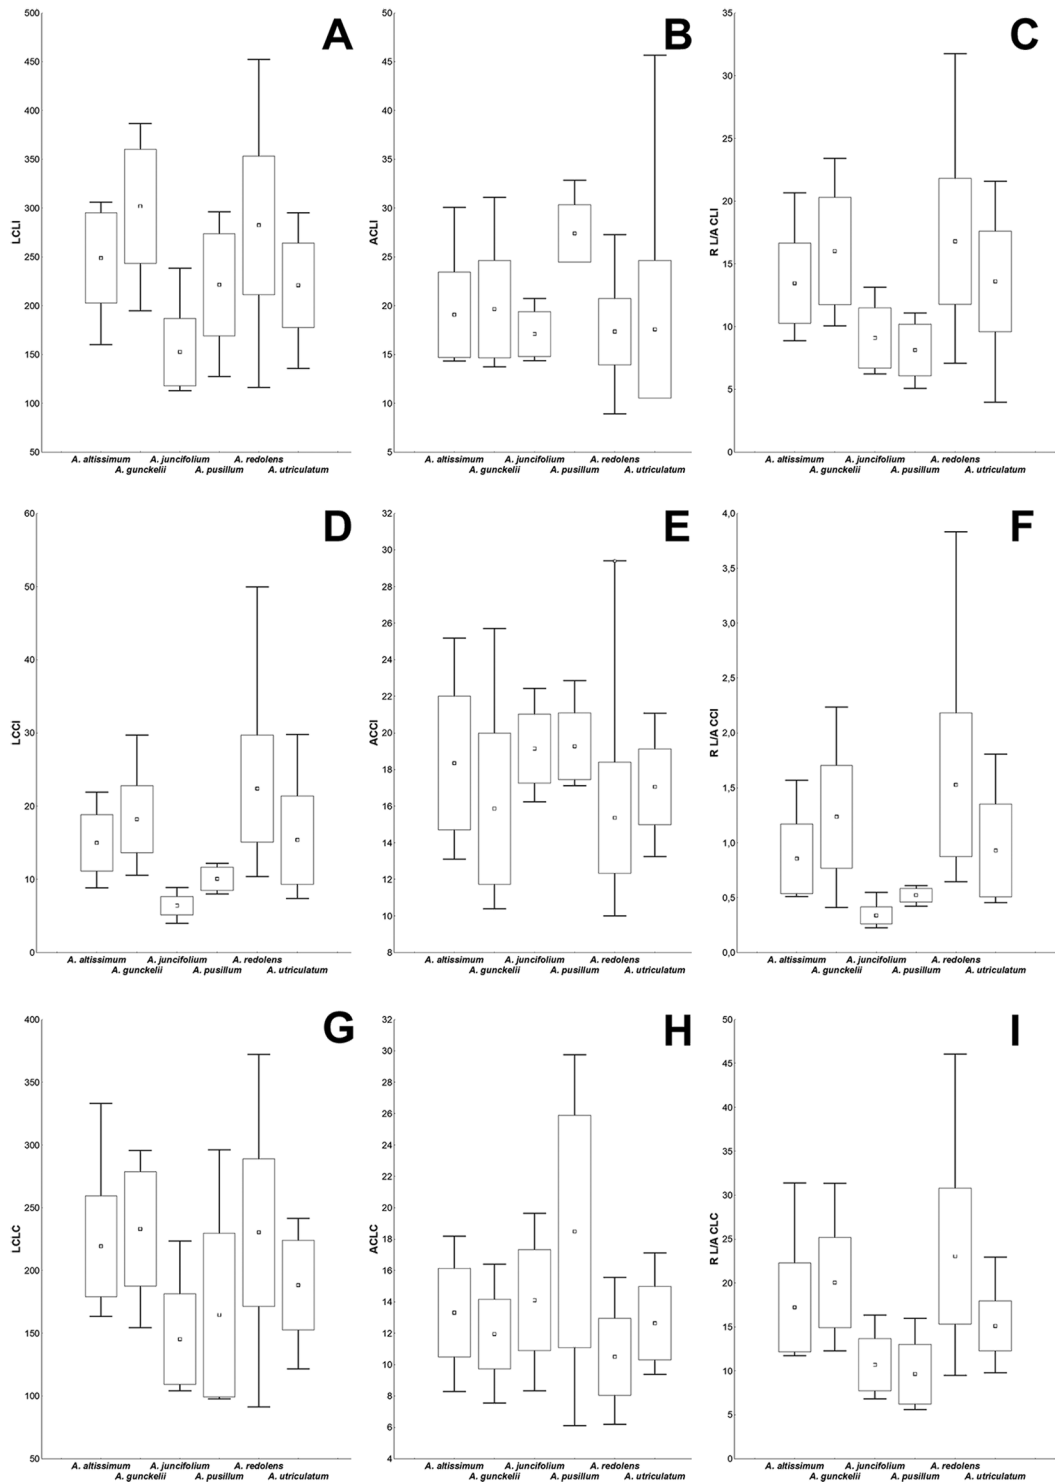 A
500
450
400
350
300
250
200
150
100
50
LCLI
A. altissimum A. juncifolium A. redolens
A. gunckelii A. pusillum A. utriculatum
B
50
45
40
35
30
25
20
15
10
5
ACLI
A. altissimum A. juncifolium A. redolens
A. gunckelii A. pusillum A. utriculatum
C
35
30
25
20
15
10
5
0
R L/A CLI
A. altissimum A. juncifolium A. redolens
A. gunckelii A. pusillum A. utriculatum
D
60
50
40
30
20
10
0
LCCI
A. altissimum A. juncifolium A. redolens
A. gunckelii A. pusillum A. utriculatum
E
32
30
28
26
24
22
20
18
16
14
12
10
8
ACCI
A. altissimum A. juncifolium A. redolens
A. gunckelii A. pusillum A. utriculatum
F
4,0
3,5
3,0
2,5
2,0
1,5
1,0
0,5
0,0
R L/A CCI
A. altissimum A. juncifolium A. redolens
A. gunckelii A. pusillum A. utriculatum
G
400
350
300
250
200
150
100
50
LCLC
A. altissimum A. juncifolium A. redolens
A. gunckelii A. pusillum A. utriculatum
H
32
30
28
26
24
22
20
18
16
14
12
10
8
6
4
ACLC
A. altissimum A. juncifolium A. redolens
A. gunckelii A. pusillum A. utriculatum
I
50
45
40
35
30
25
20
15
10
5
0
R L/A CLC
A. altissimum A. juncifolium A. redolens
A. gunckelii A. pusillum A. utriculatum